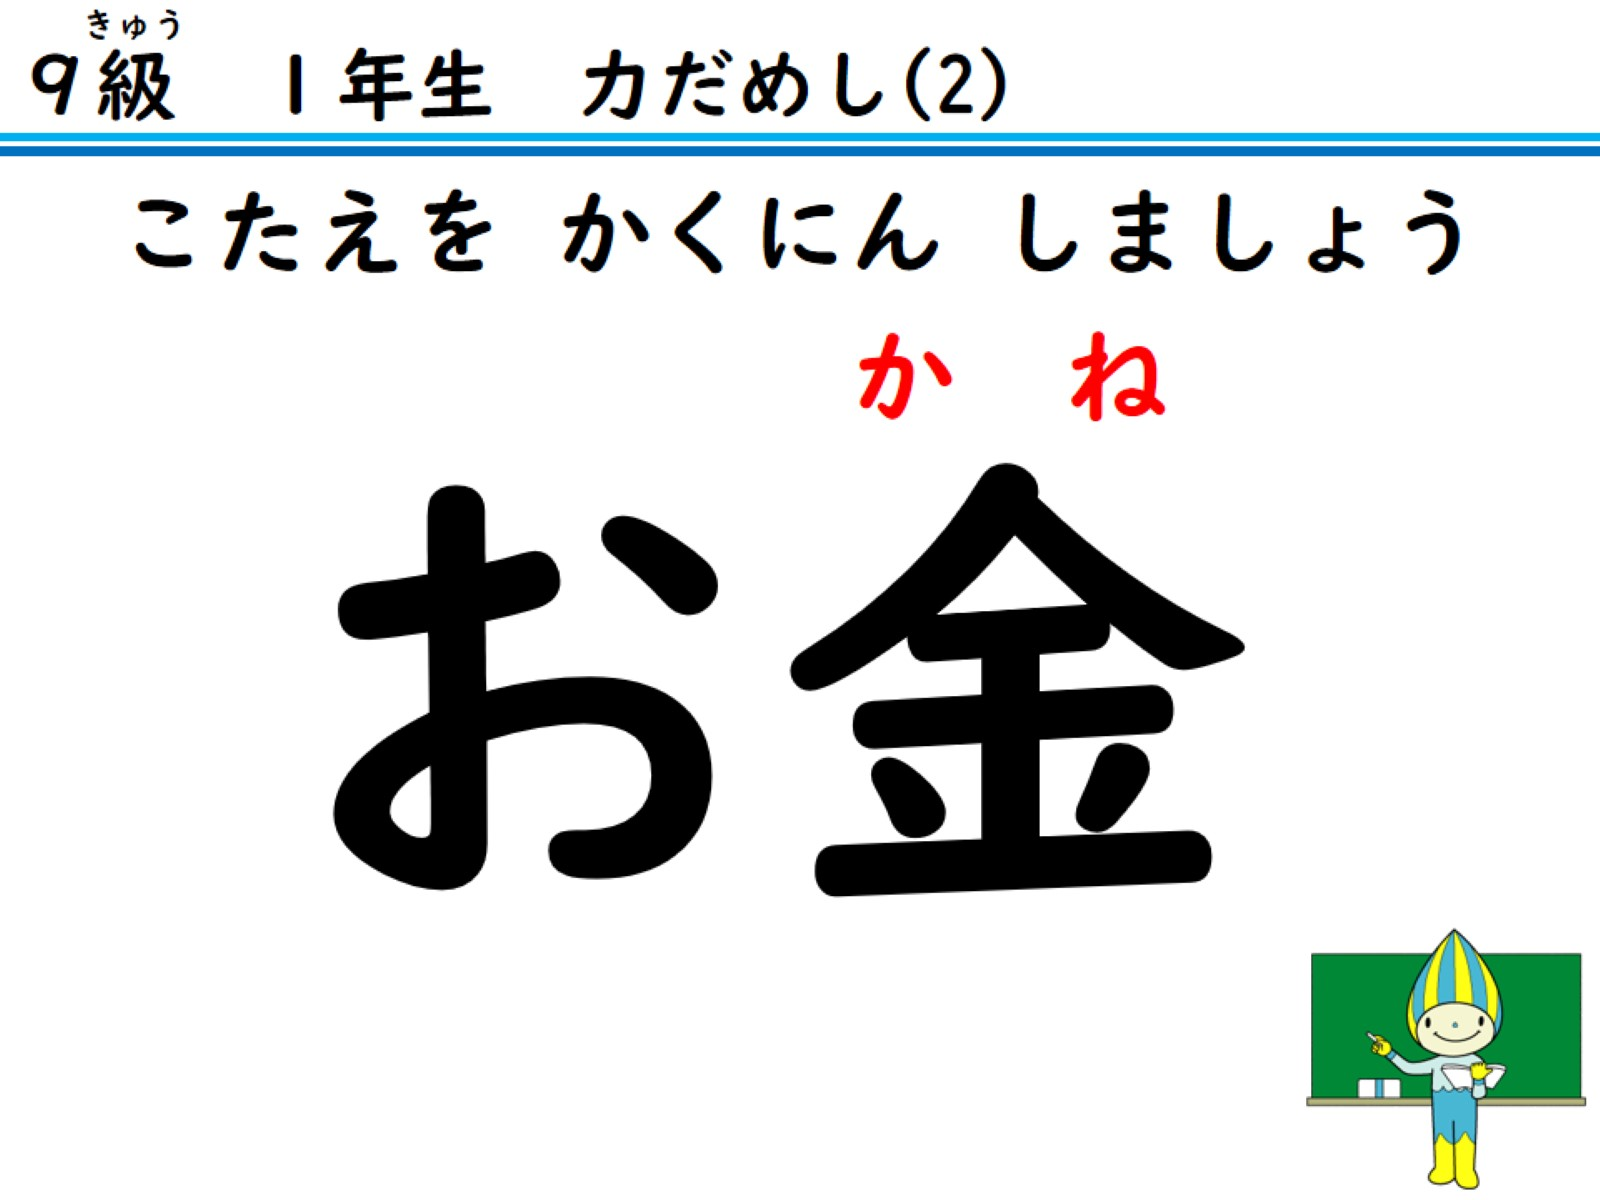 きゅう
９級　１年生　力だめし(2)
こたえを かくにん しましょう
かね
お金